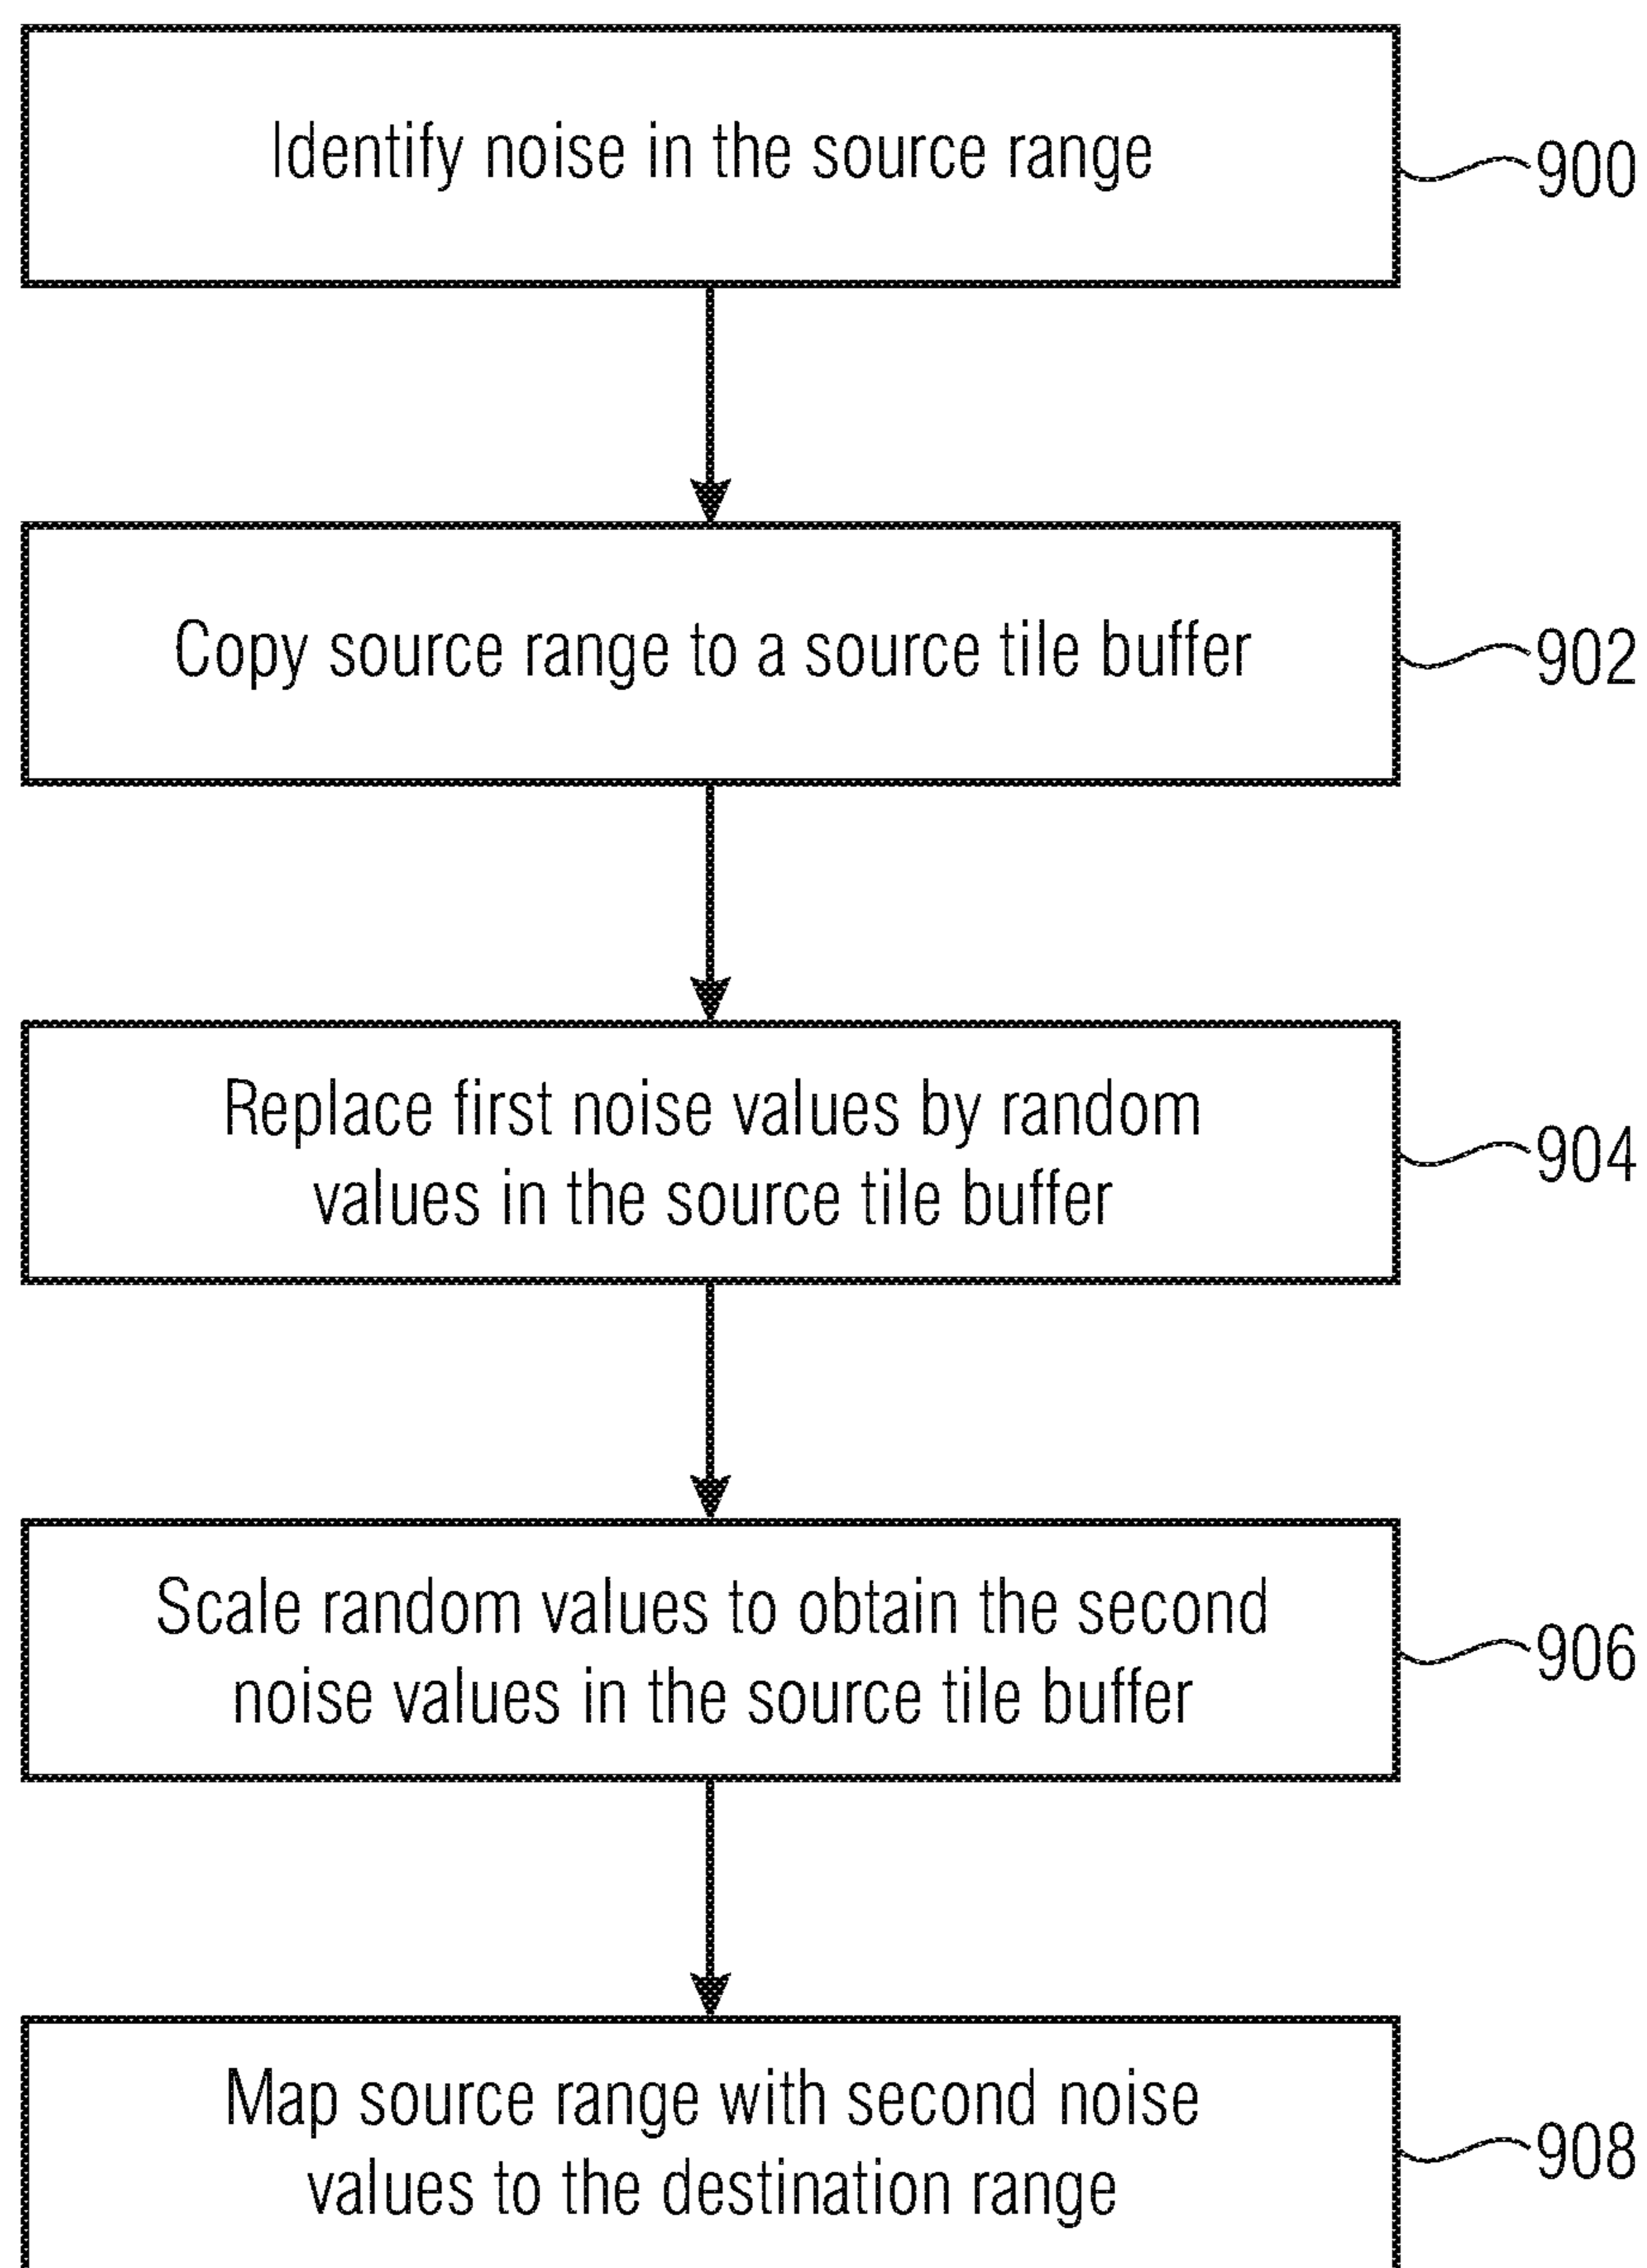 Identify noise in the source range
900
Copy source range to a source tile buffer
902
Replace first noise values by random
values in the source tile buffer
904
Scale random values to obtain the second
noise values in the source tile buffer
906
Map source range with second noise
values to the destination range
908